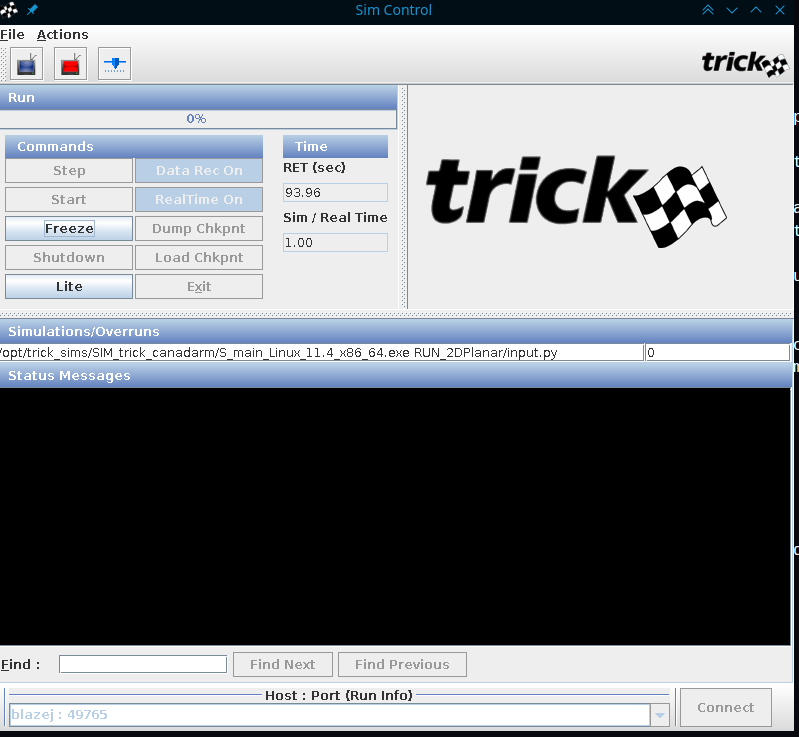 Sim Control
File Actions
trick
Run
0%
Commands
Time
Step
Data Rec On
RET (sec)
93.96
Start
RealTime On
Sim / Real Time
Freeze
Dump Chkpnt
1.00
Shutdown
Load Chkpnt
Lite
Exit
trick
Simulations/Overruns
/opt/trick_sims/SIM_trick_canadarm/S_main_Linux_11.4_x86_64.exe RUN_2DPlanar/input.py
0
Status Messages
Find :
Find Next
Find Previous
Host : Port (Run Info)
blazej : 49765
Connect